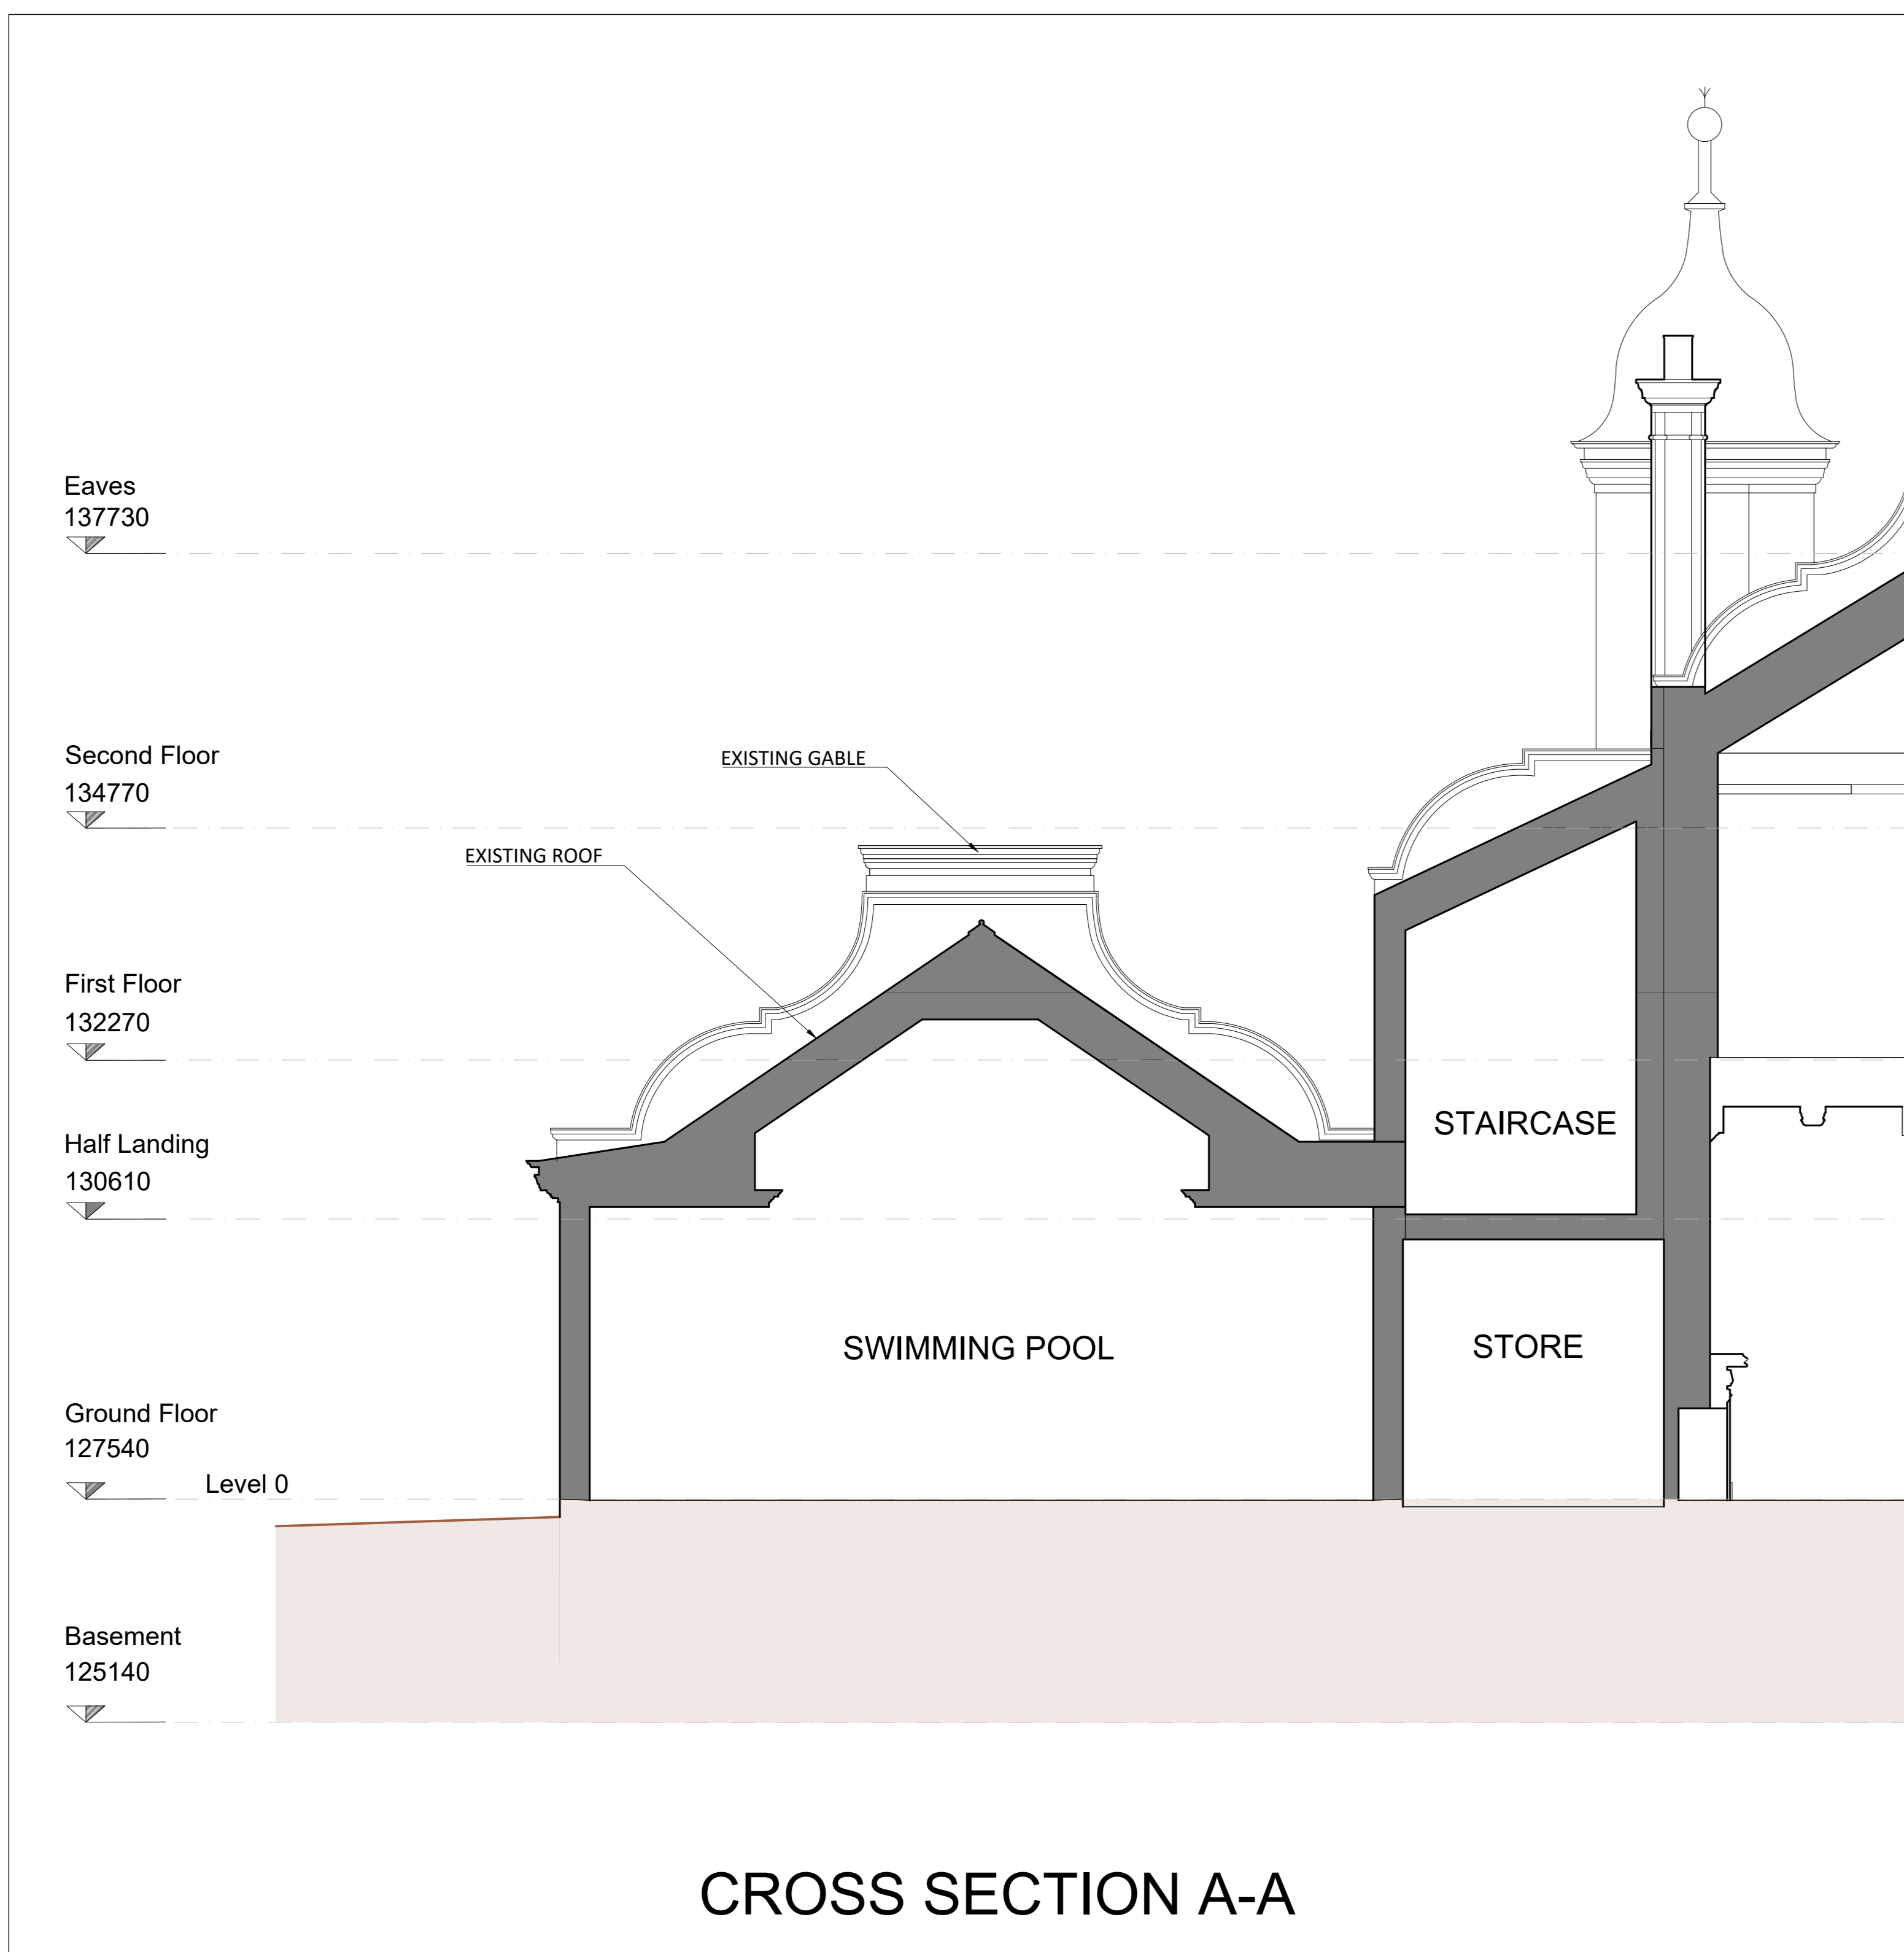 Eaves
137730
Second Floor
134770
EXISTING GABLE
EXISTING ROOF
First Floor
132270
Half Landing
130610
STAIRCASE
SWIMMING POOL
STORE
Ground Floor
127540
Level 0
Basement
125140
CROSS SECTION A-A